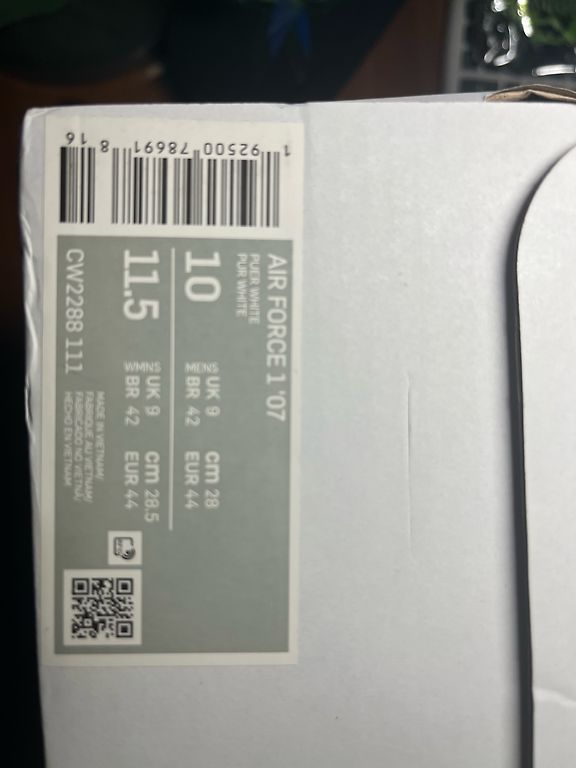 AIR FORCE 1 '07
PUER WHITE
PUR WHITE
10
MENS
UK 9
BR 42
cm 28
EUR 44
11.5
WMNS
UK 9
BR 42
cm 28.5
EUR 44
CW2288 111
MADE IN VIETNAM/
FABRIQUE AU VIETNAM/
FABRICADO NO VIETNÃ/
HECHO EN VIETNAM
1 92500 78691 8 16